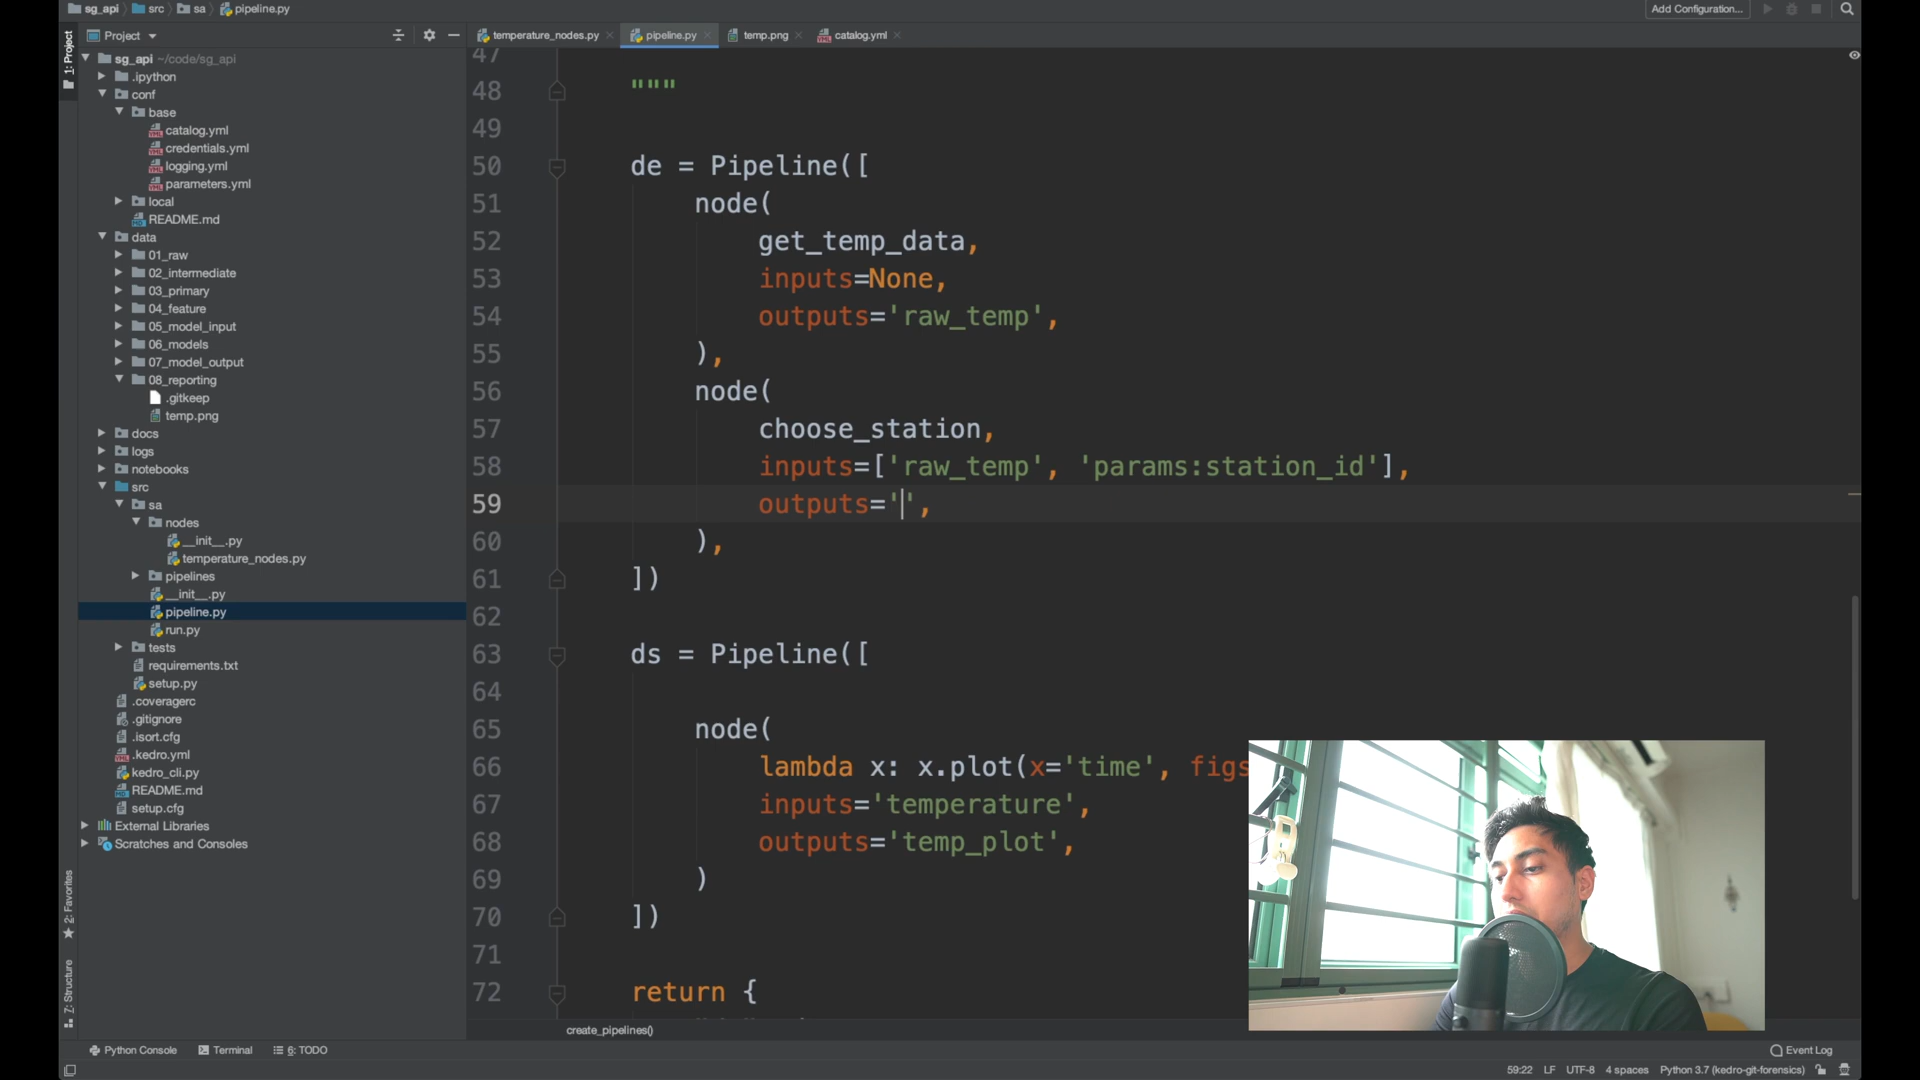 sg_api src sa pipeline.py
Add Configuration...
1: Project
Project
temperature_nodes.py
pipeline.py
temp.png
catalog.yml
sg_api ~/code/sg_api
.ipython
conf
base
catalog.yml
credentials.yml
logging.yml
parameters.yml
local
README.md
data
01_raw
02_intermediate
03_primary
04_feature
05_model_input
06_models
07_model_output
08_reporting
.gitkeep
temp.png
docs
logs
notebooks
src
sa
nodes
__init__.py
temperature_nodes.py
pipelines
__init__.py
pipeline.py
run.py
tests
requirements.txt
setup.py
.coveragerc
.gitignore
.isort.cfg
.kedro.yml
kedro_cli.py
README.md
setup.cfg
External Libraries
Scratches and Consoles
2: Favorites
7: Structure
47
48 """
49
50 de = Pipeline([
51 node(
52 get_temp_data,
53 inputs=None,
54 outputs='raw_temp',
55 ),
56 node(
57 choose_station,
58 inputs=['raw_temp', 'params:station_id'],
59 outputs='',
60 ),
61 ])
62
63 ds = Pipeline([
64
65 node(
66 lambda x: x.plot(x='time', figs
67 inputs='temperature',
68 outputs='temp_plot',
69 )
70 ])
71
72 return {
create_pipelines()
Python Console Terminal 6: TODO
Event Log
59:22 LF UTF-8 4 spaces Python 3.7 (kedro-git-forensics)